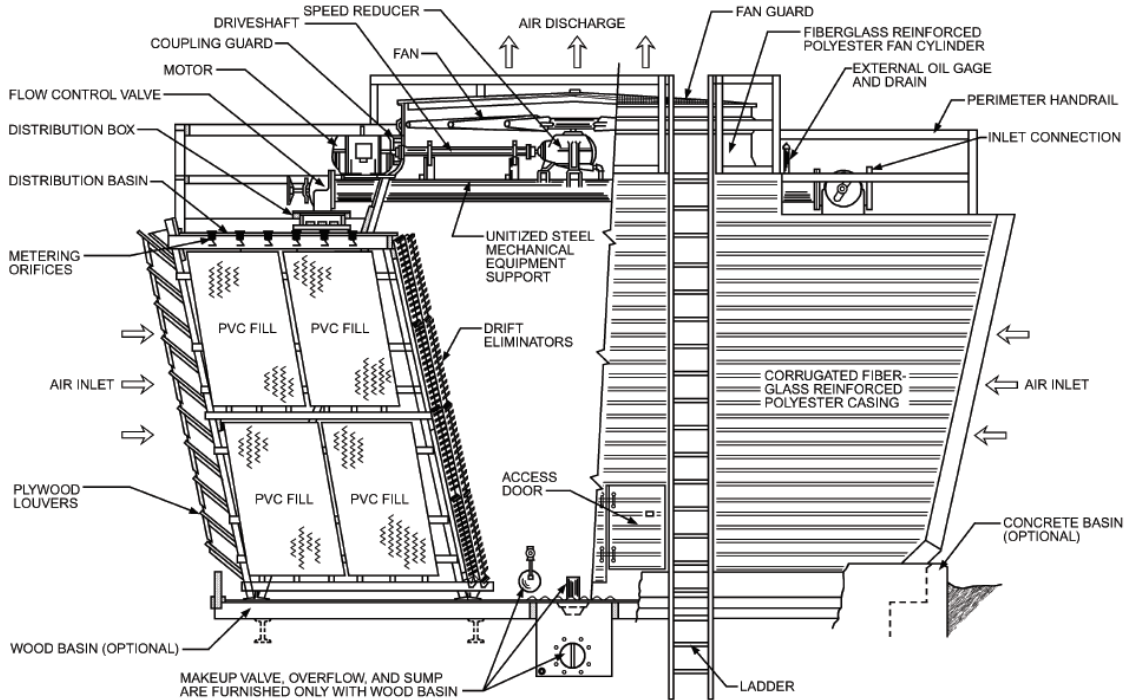 SPEED REDUCER
DRIVESHAFT
COUPLING GUARD
MOTOR
FLOW CONTROL VALVE
DISTRIBUTION BOX
DISTRIBUTION BASIN
METERING
ORIFICES
FAN
AIR DISCHARGE
FAN GUARD
FIBERGLASS REINFORCED
POLYESTER FAN CYLINDER
EXTERNAL OIL GAGE
AND DRAIN
PERIMETER HANDRAIL
INLET CONNECTION
UNITIZED STEEL
MECHANICAL
EQUIPMENT
SUPPORT
PVC FILL
PVC FILL
DRIFT
ELIMINATORS
AIR INLET
CORRUGATED FIBER-
GLASS REINFORCED
POLYESTER CASING
AIR INLET
PLYWOOD
LOUVERS
PVC FILL
PVC FILL
ACCESS
DOOR
CONCRETE BASIN
(OPTIONAL)
WOOD BASIN (OPTIONAL)
MAKEUP VALVE, OVERFLOW, AND SUMP
ARE FURNISHED ONLY WITH WOOD BASIN
LADDER